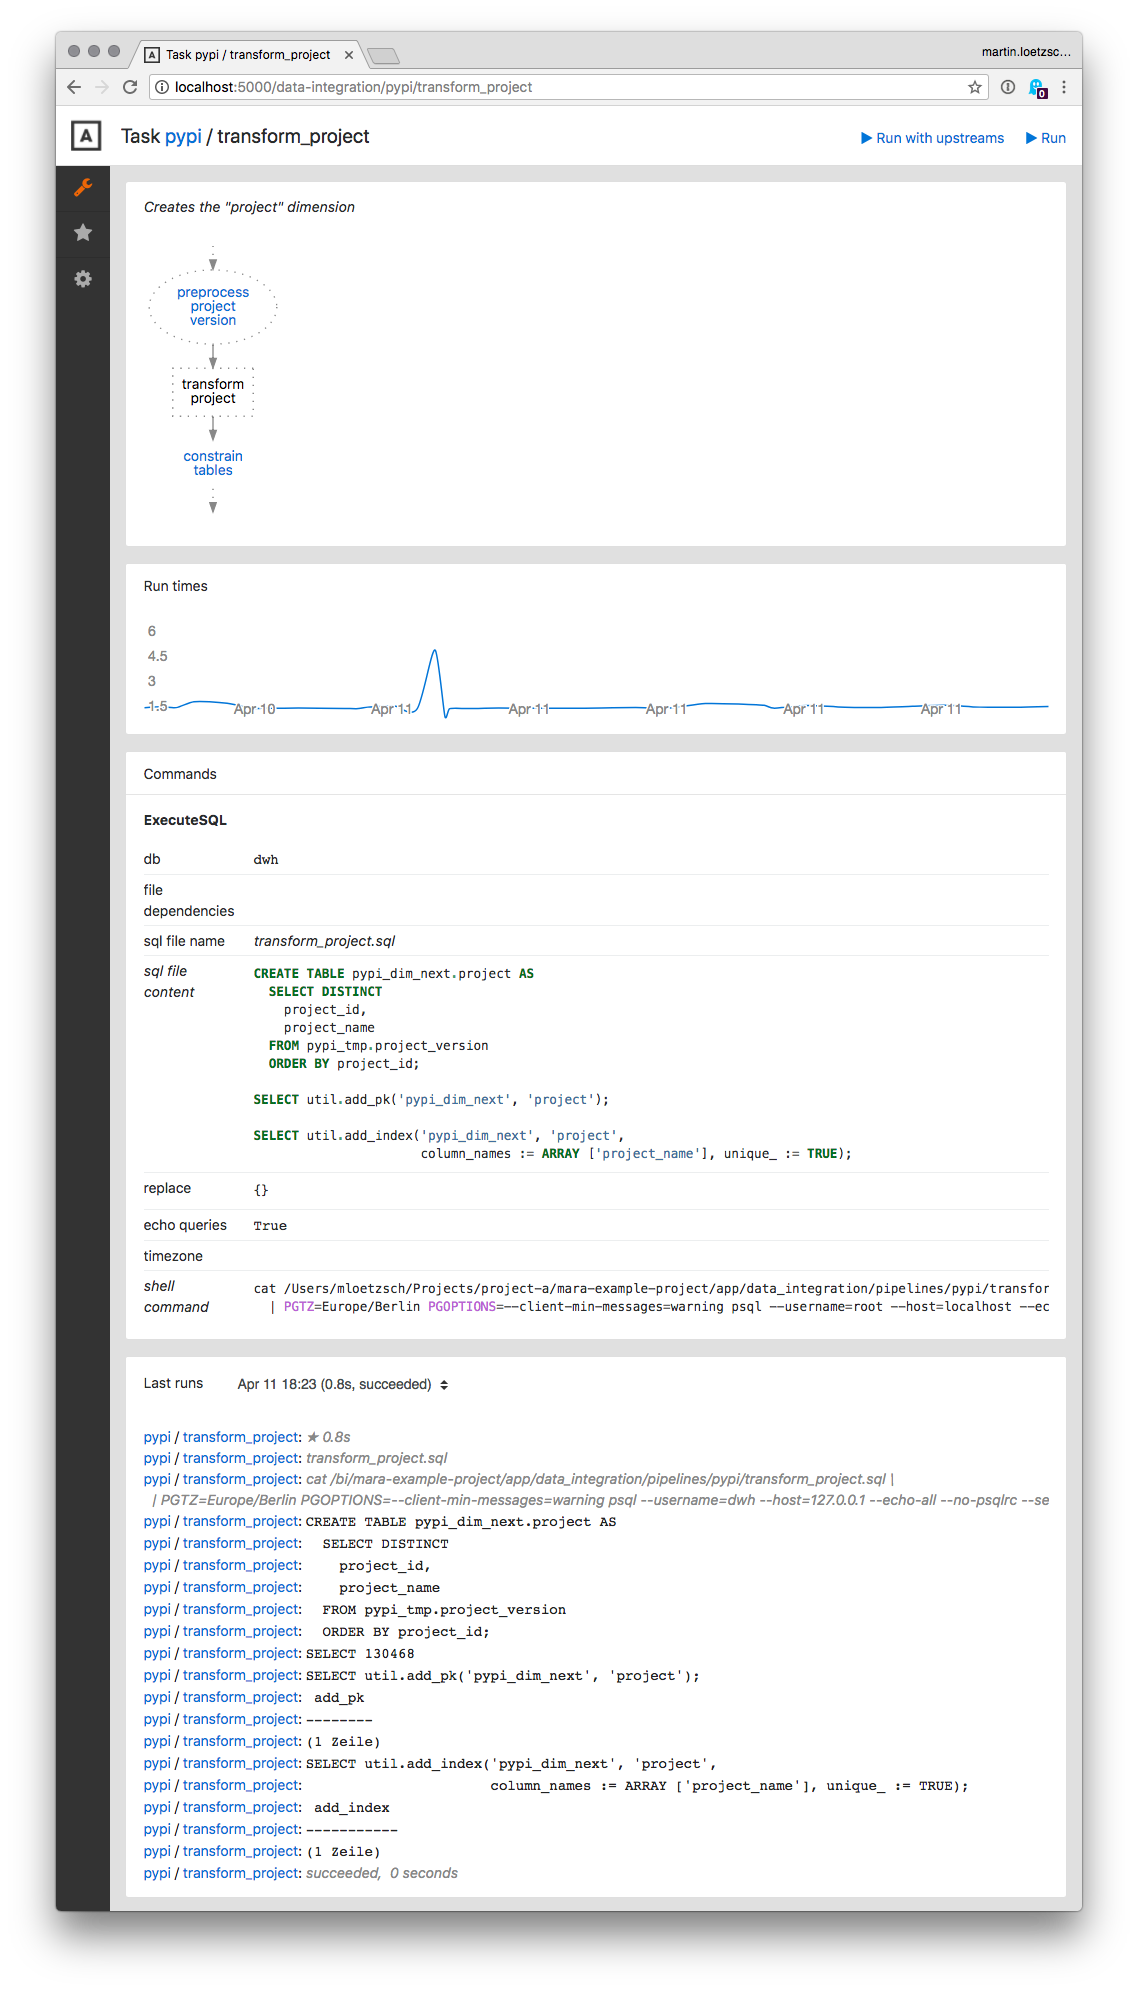 Task pypi / transform_project
martin.loetzsc...
localhost:5000/data-integration/pypi/transform_project
0
A
Task pypi / transform_project
Run with upstreams
Run
Creates the "project" dimension
preprocess
project
version
transform
project
constrain
tables
Run times
6
4.5
3
1.5
Apr 10
Apr 11
Apr 11
Apr 11
Apr 11
Apr 11
Commands
ExecuteSQL
db dwh
file
dependencies
sql file name transform_project.sql
sql file
content
CREATE TABLE pypi_dim_next.project AS
  SELECT DISTINCT
    project_id,
    project_name
  FROM pypi_tmp.project_version
  ORDER BY project_id;
SELECT util.add_pk('pypi_dim_next', 'project');
SELECT util.add_index('pypi_dim_next', 'project',
                      column_names := ARRAY ['project_name'], unique_ := TRUE);
replace {}
echo queries True
timezone
shell
command
cat /Users/mloetzsch/Projects/project-a/mara-example-project/app/data_integration/pipelines/pypi/transfor
  | PGTZ=Europe/Berlin PGOPTIONS=--client-min-messages=warning psql --username=root --host=localhost --ec
Last runs Apr 11 18:23 (0.8s, succeeded)
pypi / transform_project: ★ 0.8s
pypi / transform_project: transform_project.sql
pypi / transform_project: cat /bi/mara-example-project/app/data_integration/pipelines/pypi/transform_project.sql \
  | PGTZ=Europe/Berlin PGOPTIONS=--client-min-messages=warning psql --username=dwh --host=127.0.0.1 --echo-all --no-psqlrc --se
pypi / transform_project: CREATE TABLE pypi_dim_next.project AS
pypi / transform_project:   SELECT DISTINCT
pypi / transform_project:     project_id,
pypi / transform_project:     project_name
pypi / transform_project:   FROM pypi_tmp.project_version
pypi / transform_project:   ORDER BY project_id;
pypi / transform_project: SELECT 130468
pypi / transform_project: SELECT util.add_pk('pypi_dim_next', 'project');
pypi / transform_project:  add_pk
pypi / transform_project: --------
pypi / transform_project: (1 Zeile)
pypi / transform_project: SELECT util.add_index('pypi_dim_next', 'project',
pypi / transform_project:                       column_names := ARRAY ['project_name'], unique_ := TRUE);
pypi / transform_project:  add_index
pypi / transform_project: -----------
pypi / transform_project: (1 Zeile)
pypi / transform_project: succeeded,  0 seconds